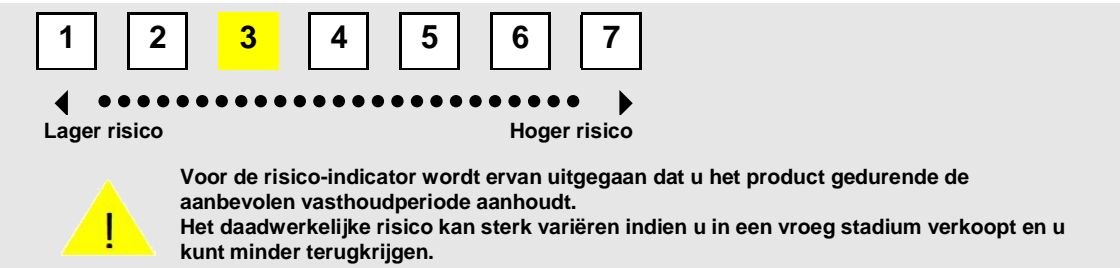 1 2 3 4 5 6 7
Lager risico Hoger risico
Voor de risico-indicator wordt ervan uitgegaan dat u het product gedurende de
aanbevolen vasthoudperiode aanhoudt.
Het daadwerkelijke risico kan sterk variëren indien u in een vroeg stadium verkoopt en u
kunt minder terugkrijgen.
!